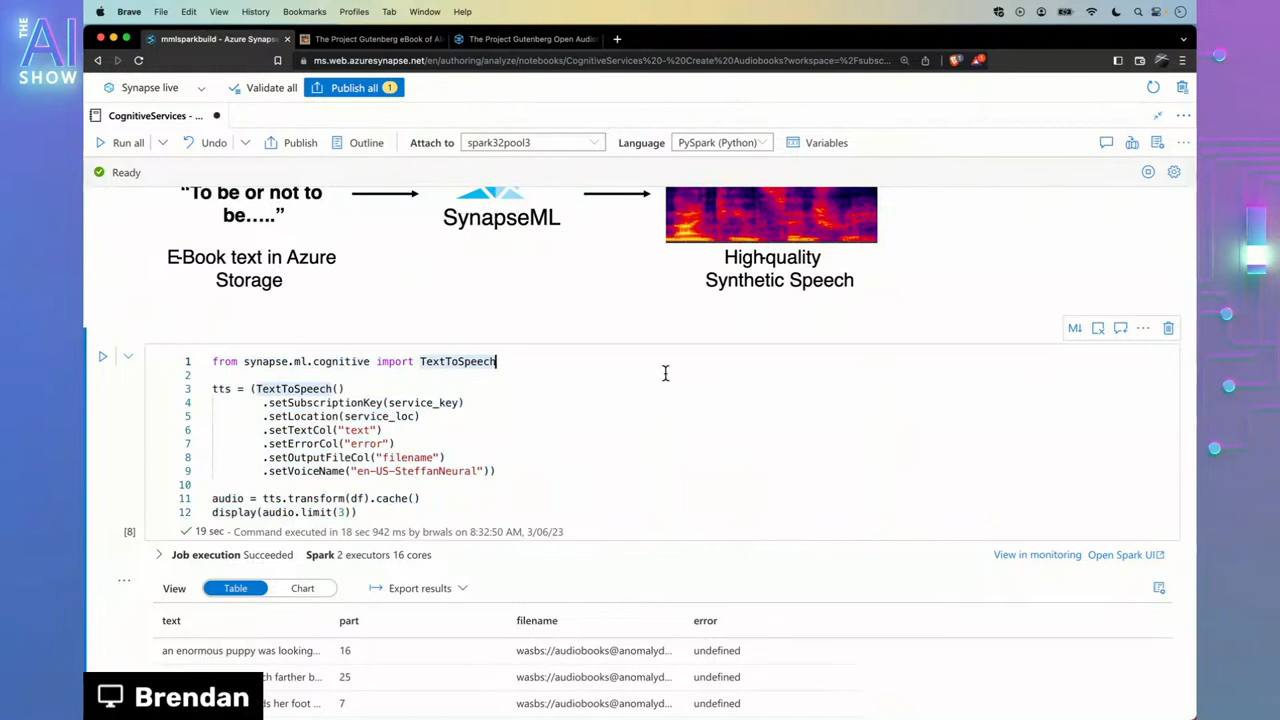 THE
AI
SHOW
Brave File Edit View History Bookmarks Profiles Tab Window Help
mmlsparkbuild - Azure Synaps
The Project Gutenberg eBook of Al
The Project Gutenberg Open Audio
ms.web.azuresynapse.net/en/authoring/analyze/notebooks/CognitiveServices%20-%20Create%20Audiobooks?workspace=%2Fsubsc...
Synapse live Validate all Publish all 1
CognitiveServices - ...
Run all Undo Publish Outline Attach to spark32pool3 Language PySpark (Python) Variables
Ready
"To be or not to
be....."
SynapseML
E-Book text in Azure
Storage
High-quality
Synthetic Speech
1 from synapse.ml.cognitive import TextToSpeech
2
3 tts = (TextToSpeech()
4 .setSubscriptionKey(service_key)
5 .setLocation(service_loc)
6 .setTextCol("text")
7 .setErrorCol("error")
8 .setOutputFileCol("filename")
9 .setVoiceName("en-US-SteffanNeural"))
10
11 audio = tts.transform(df).cache()
12 display(audio.limit(3))
[8] 19 sec - Command executed in 18 sec 942 ms by brwals on 8:32:50 AM, 3/06/23
Job execution Succeeded Spark 2 executors 16 cores View in monitoring Open Spark UI
View Table Chart Export results
text part filename error
an enormous puppy was looking... 16 wasbs://audiobooks@anomalyd... undefined
farther b... 25 wasbs://audiobooks@anomalyd... undefined
her foot ... 7 wasbs://audiobooks@anomalyd... undefined
Brendan